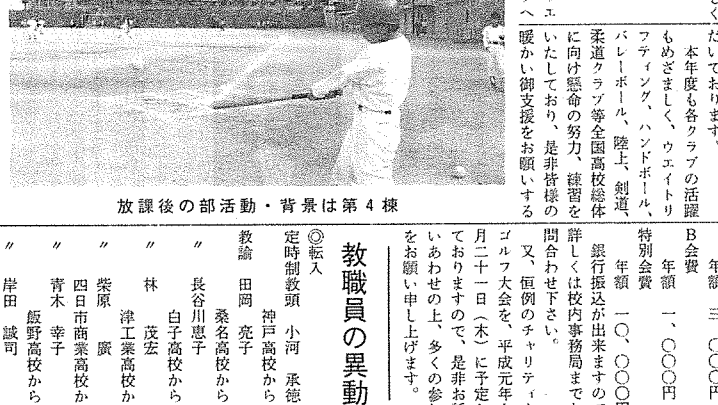 だいております。
本年度も各クラブの活躍
もめざましく、ウエイトリ
フティング、ハンドボール、
バレーボール、陸上、剣道、
柔道クラブ等全国高校総体
に向け懸命の努力、練習を
いたしており、是非皆様の
暖かい御支援をお願いする
放課後の部活動・背景は第4棟
年額 三、〇〇〇円
B会費
年額 一、〇〇〇円
特別会費
年額 一〇、〇〇〇円
銀行振込が出来ますので
詳しくは校内事務局まで
問合わせ下さい。
又、恒例のチャリティ
ゴルフ大会を、平成元年
月二十一日(木)に予定
ておりますので、是非お
いあわせの上、多くの参
をお願い申し上げます。
教職員の異動
◎転入
定時制教頭 小河 承徳
神戸高校から
教諭 田岡 亮子
桑名高校から
〃 長谷川恵子
白子高校から
〃 林 茂宏
津工業高校か
〃 柴原 廣
四日市商業高校か
〃 青木 幸子
飯野高校から
〃 岸田 誠司